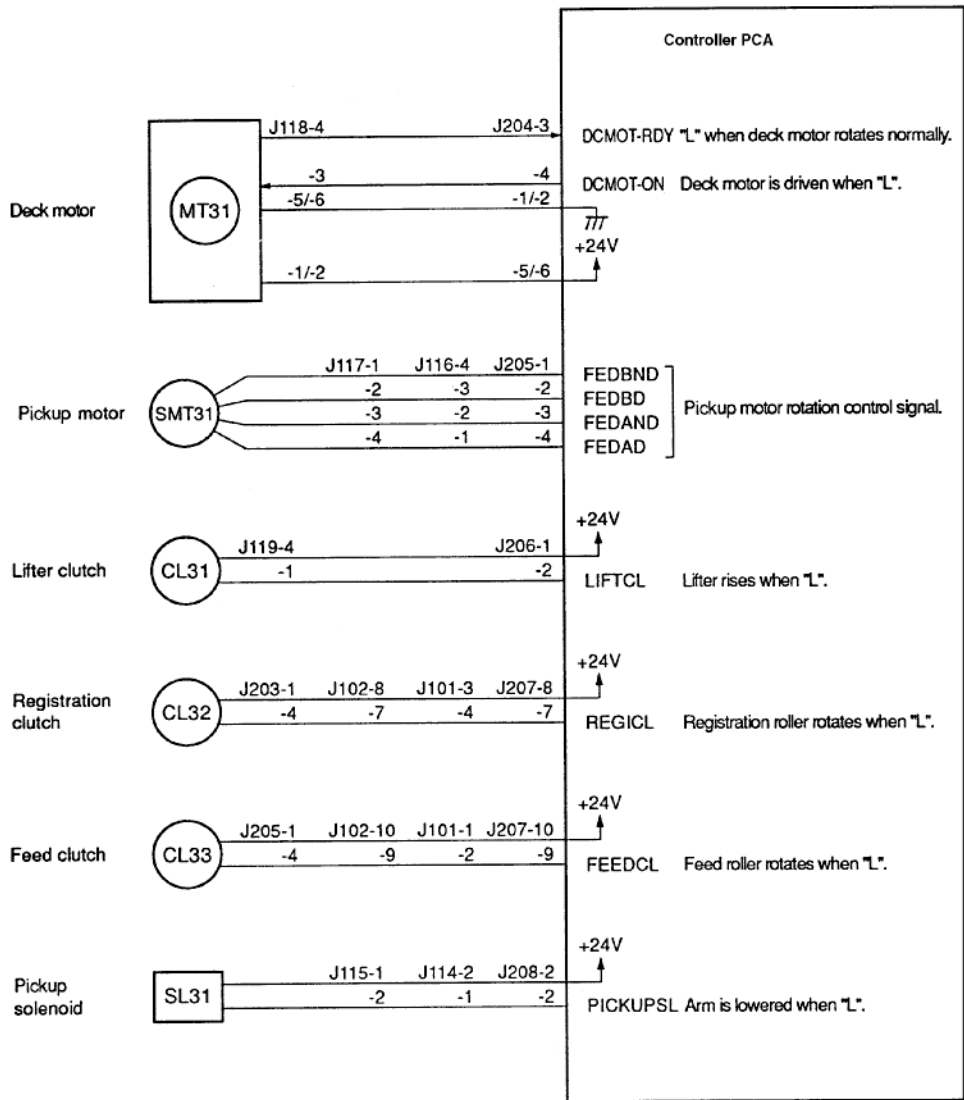 Controller PCA
J118-4 J204-3 DCMOT-RDY "L" when deck motor rotates normally.
-3 -4 DCMOT-ON Deck motor is driven when "L".
Deck motor MT31 -5/-6 -1/-2
+24V
-1/-2 -5/-6
J117-1 J116-4 J205-1 FEDBND
-2 -3 -2 FEDBD
Pickup motor SMT31 -3 -2 -3 FEDAND Pickup motor rotation control signal.
-4 -1 -4 FEDAD
+24V
J119-4 J206-1
Lifter clutch CL31 -1 -2 LIFTCL Lifter rises when "L".
+24V
J203-1 J102-8 J101-3 J207-8
Registration
clutch CL32 -4 -7 -4 -7 REGICL Registration roller rotates when "L".
+24V
J205-1 J102-10 J101-1 J207-10
Feed clutch CL33 -4 -9 -2 -9 FEEDCL Feed roller rotates when "L".
+24V
J115-1 J114-2 J208-2
Pickup
solenoid SL31 -2 -1 -2 PICKUPSL Arm is lowered when "L".